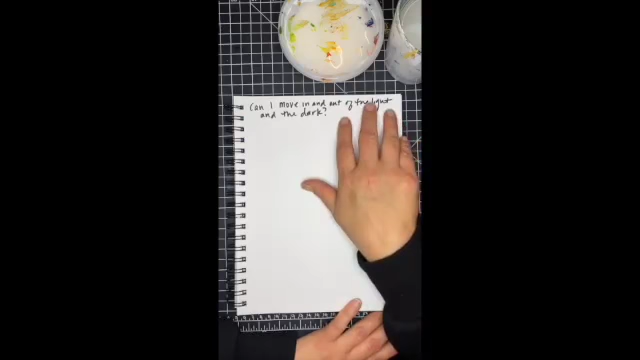 Can I move in and out of the light
and the dark?